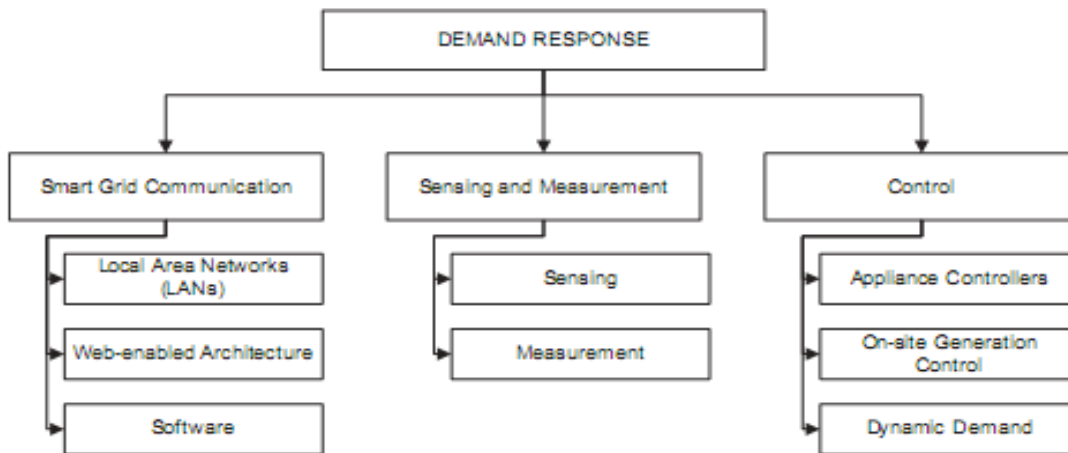 DEMAND RESPONSE
Smart Grid Communication
Sensing and Measurement
Control
Local Area Networks
(LANs)
Sensing
Appliance Controllers
Web-enabled Architecture
Measurement
On-site Generation
Control
Software
Dynamic Demand